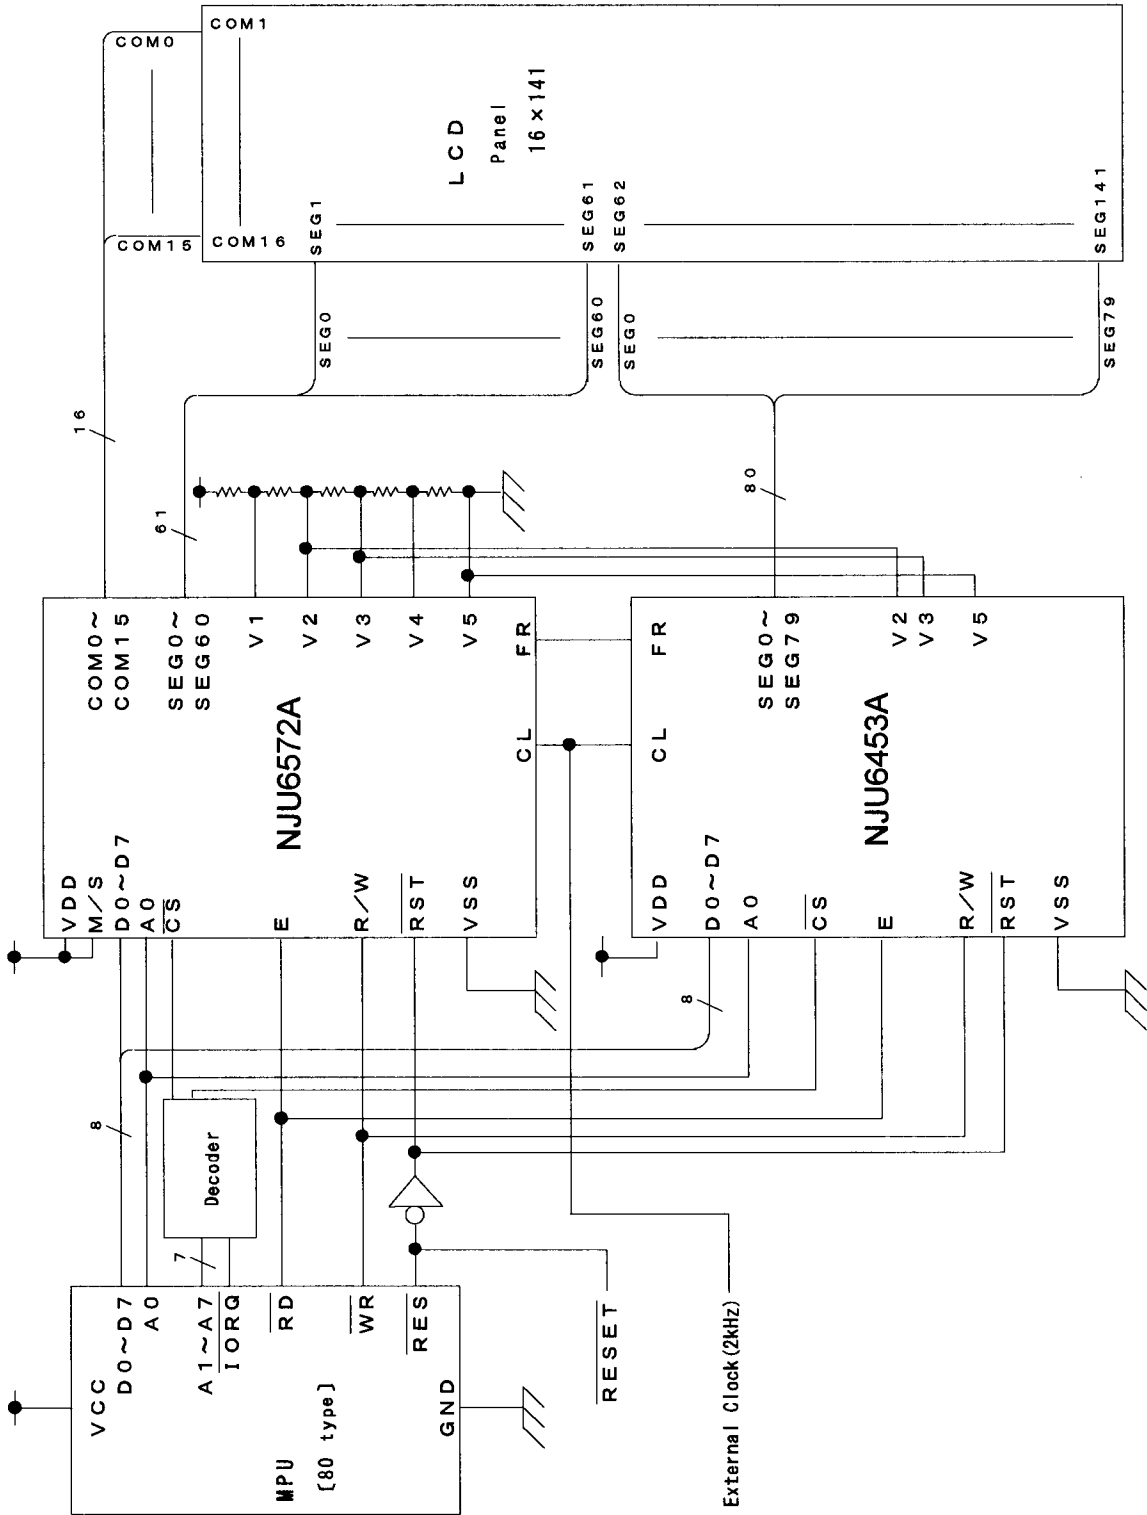 VCC
D0~D7
A0
A1~A7
IORQ
RD
WR
RES
GND
MPU
[80 type]
7
Decoder
8
RESET
External Clock(2kHz)
VDD
M/S
D0~D7
A0
CS
E
R/W
RST
VSS
NJU6572A
COM0~
COM15
SEG0~
SEG60
V1
V2
V3
V4
V5
FR
CL
16
61
8
VDD
D0~D7
A0
CS
E
R/W
RST
VSS
NJU6453A
CL
FR
SEG0~
SEG79
V2
V3
V5
80
COM0
COM15
SEG0
SEG60
SEG0
SEG79
COM1
COM16
SEG1
SEG61
SEG62
SEG141
LCD
Panel
16×141